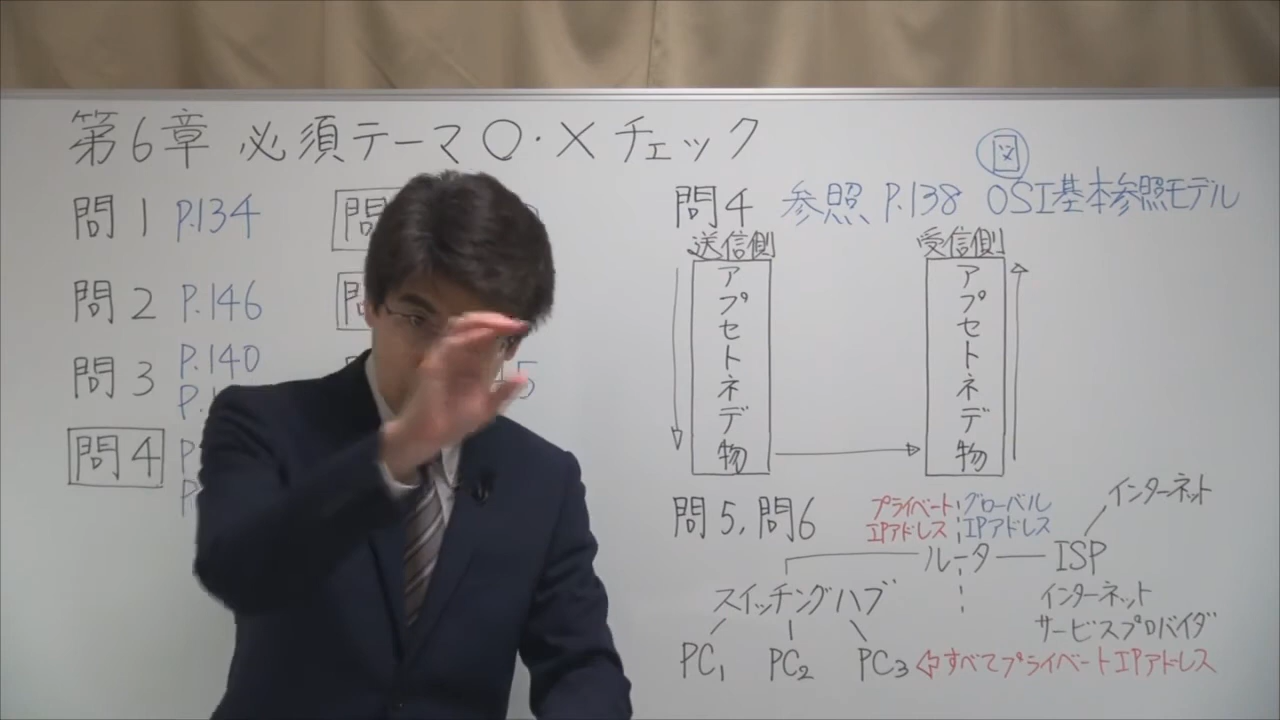 第6章 必須テーマ○・×チェック
問1 P.134
問2 P.146
問3 P.140
P.
問4 P
P
問
5
図
問4 参照 P.138 OSI基本参照モデル
送信側
ア
プ
セ
ト
ネ
デ
物
受信側
ア
プ
セ
ト
ネ
デ
物
問5,問6
プライベート
IPアドレス
グローバル
IPアドレス
インターネット
ルータ
ISP
インターネット
サービスプロバイダ
スイッチングハブ
PC1 PC2 PC3 ⇦すべてプライベートIPアドレス